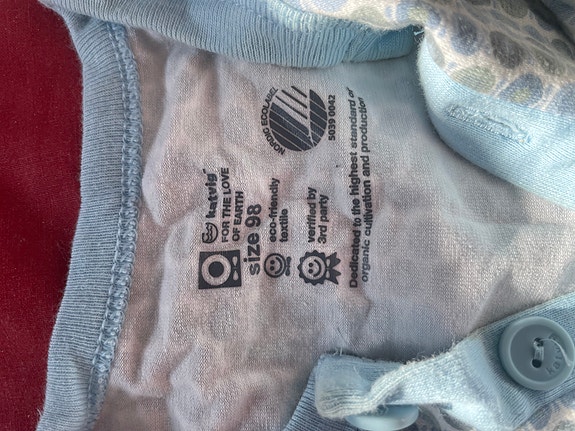 katvig™
FOR THE LOVE
OF EARTH
size 98
eco-friendly
textile
verified by
3rd party
NORDIC ECOLABEL
5039 0042
Dedicated to the highest standard of
organic cultivation and production